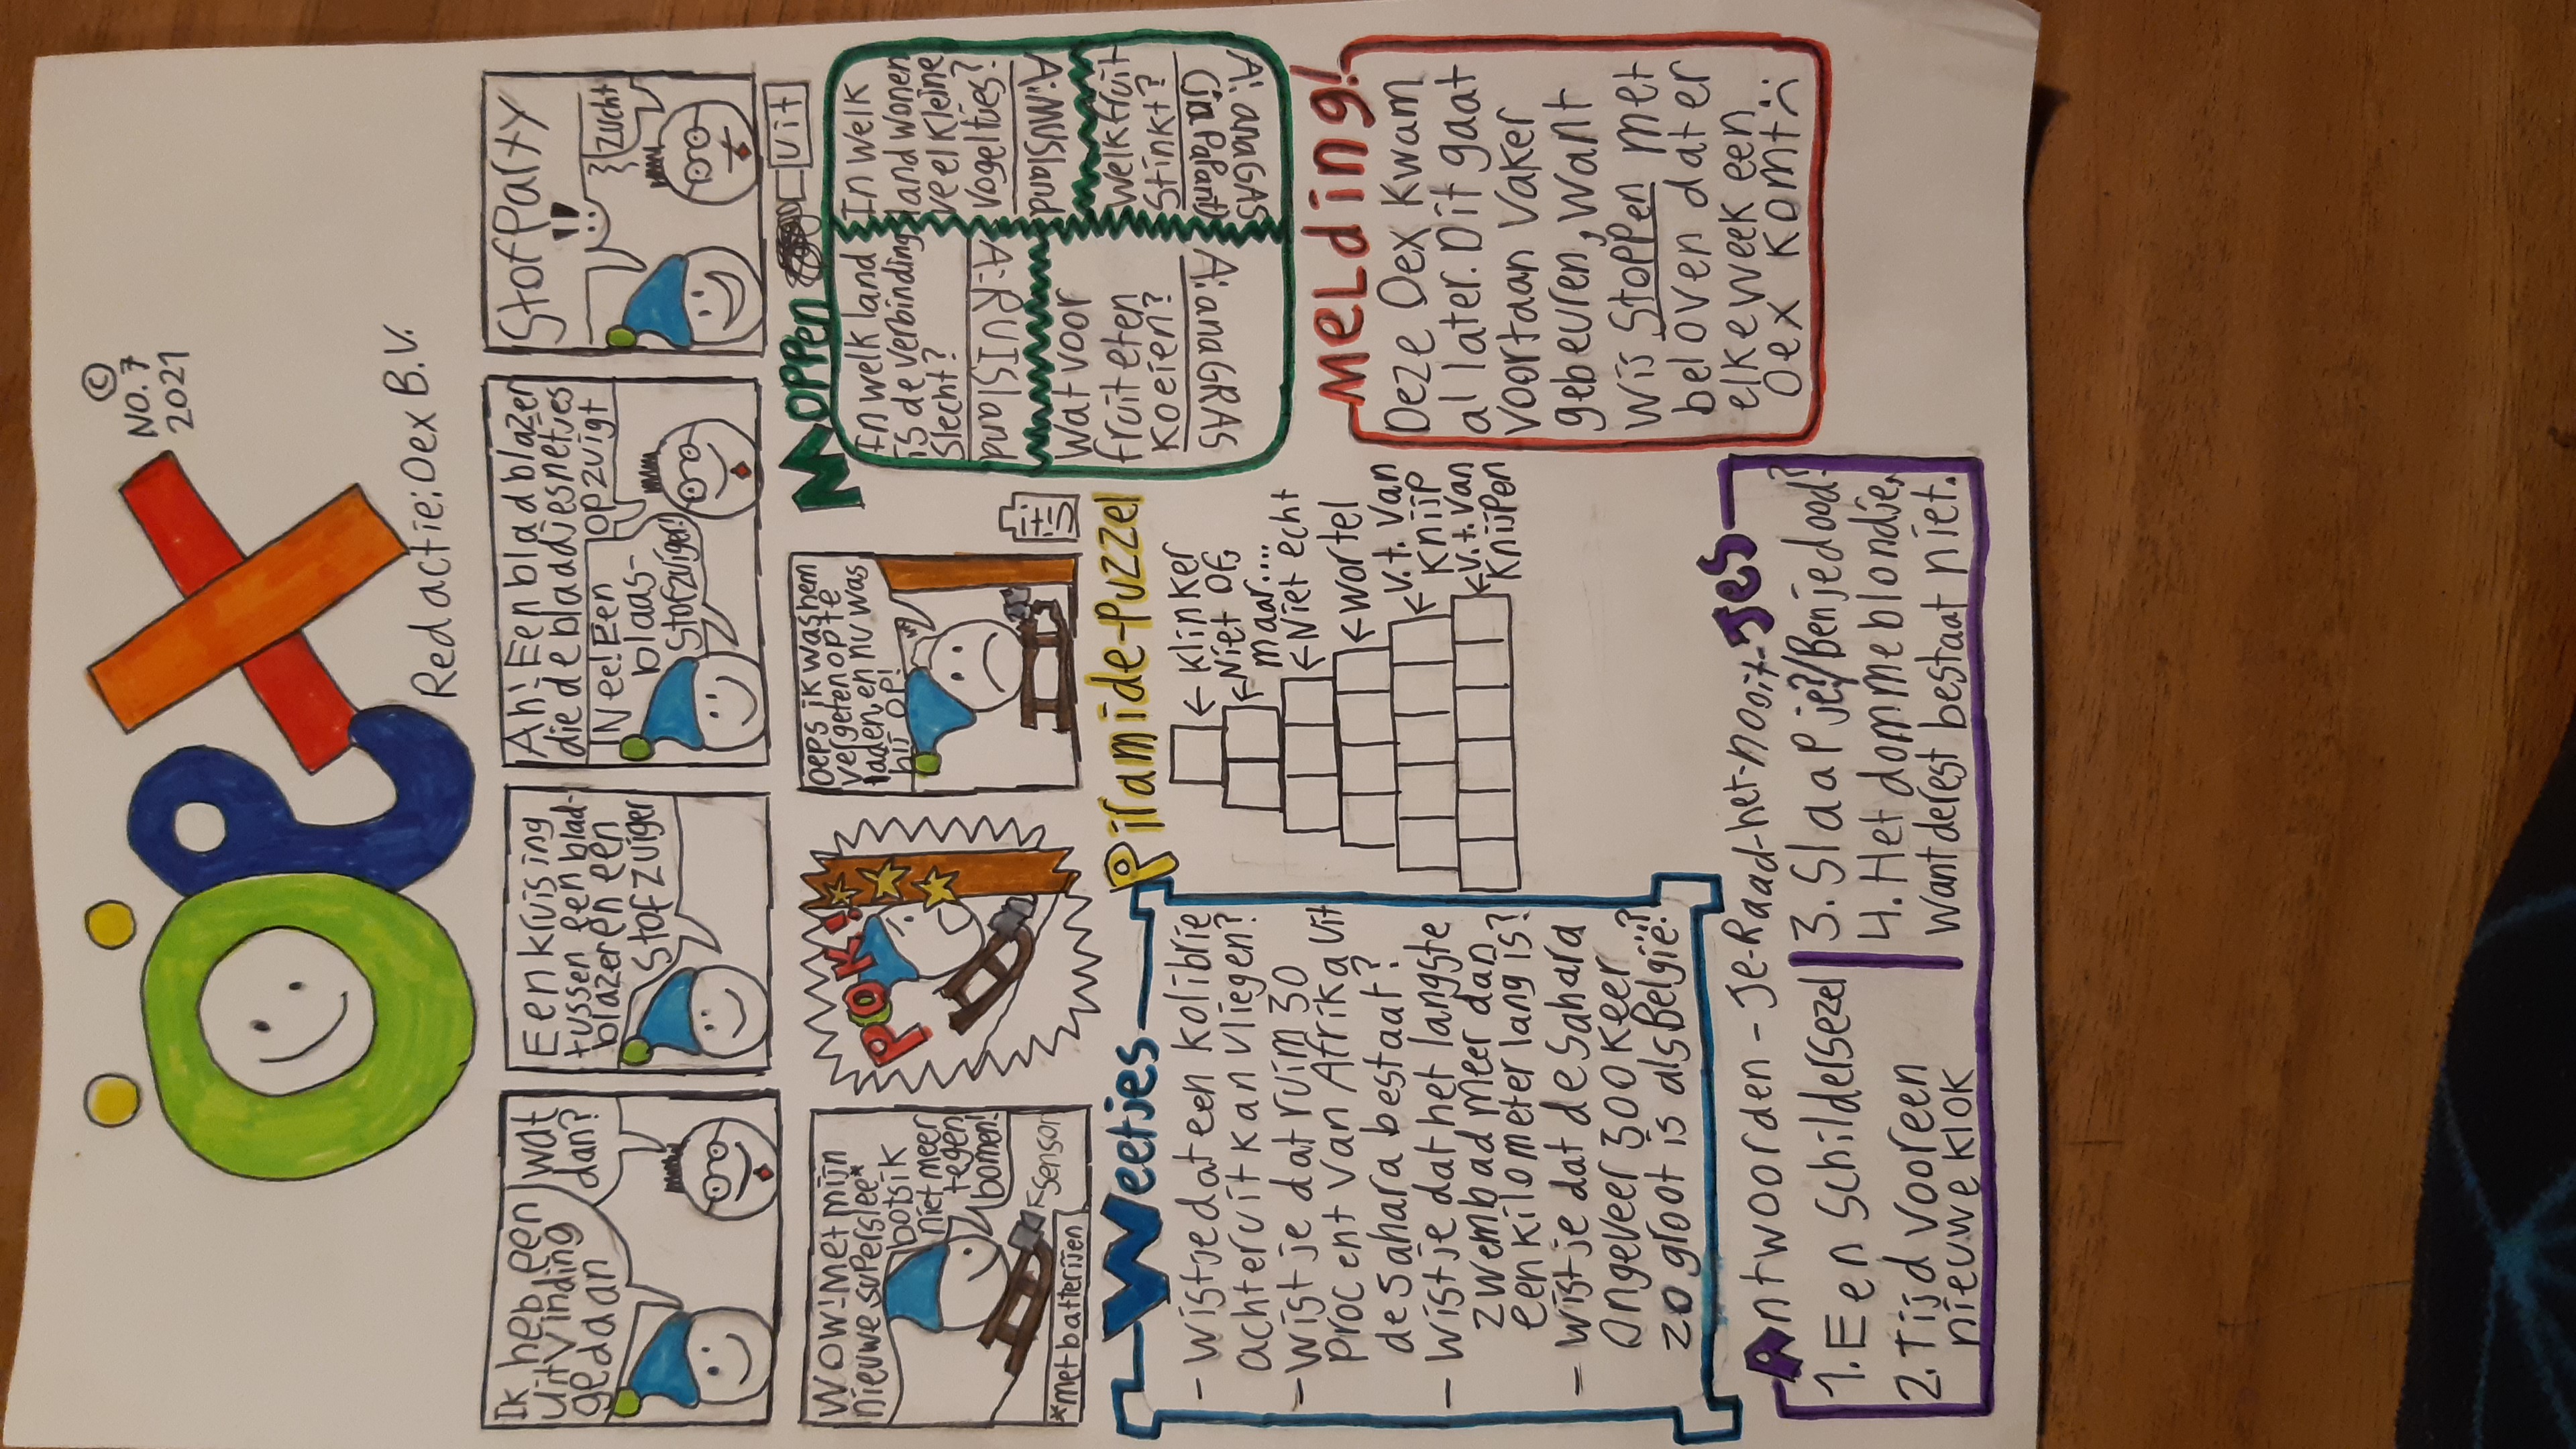 öex
©
NO. 7
2021
Redactie: Oex B.V.
Ik heb een
uitvinding
gedaan
wat
dan?
Een kruising
tussen een blad-
blazer en een
stofzuiger
Ah! Een bladblazer
die de blaadjes netjes
opzuigt
Nee! Een
blaas-
stofzuiger!
Stofparty
!!
zucht
uit
WOW! Met mijn
nieuwe superslee*
bots ik
niet meer
tegen
bomen!
sensor
*met batterijen
POK!
oeps ik was hem
vergeten op te
laden, en nu was
hij op!
uit!
Moppen
In welk land
is de verbinding
slecht?
A: RUISland
In welk
land wonen
veel kleine
vogeltjes?
A: MUSland
Wat voor
fruit eten
koeien?
A: anaGRAS
Welk fruit
stinkt?
A: anaGAS
Weetjes
- Wist je dat een kolibrie
achteruit kan vliegen?
- Wist je dat ruim 30
procent van Afrika uit
de Sahara bestaat?
- Wist je dat het langste
zwembad meer dan
een kilometer lang is?
- Wist je dat de Sahara
ongeveer 300 keer
zo groot is als België...?
Piramide-puzzel
← Klinker
← Niet of,
maar....
← Niet echt
← Wortel
← v.t. van
knijp
← v.t. van
knijpen
Melding!
Deze Oex kwam
al later. Dit gaat
voortaan vaker
gebeuren, want
wij stoppen met
beloven dat er
elke week een
Oex komt :(
Antwoorden - Je-Raad-het-nooit-Jes
1. Een schildersezel
2. Tijd voor een
nieuwe klok
3. Slaap je?/Ben je dood?
4. Het domme blondje,
want de rest bestaat niet.